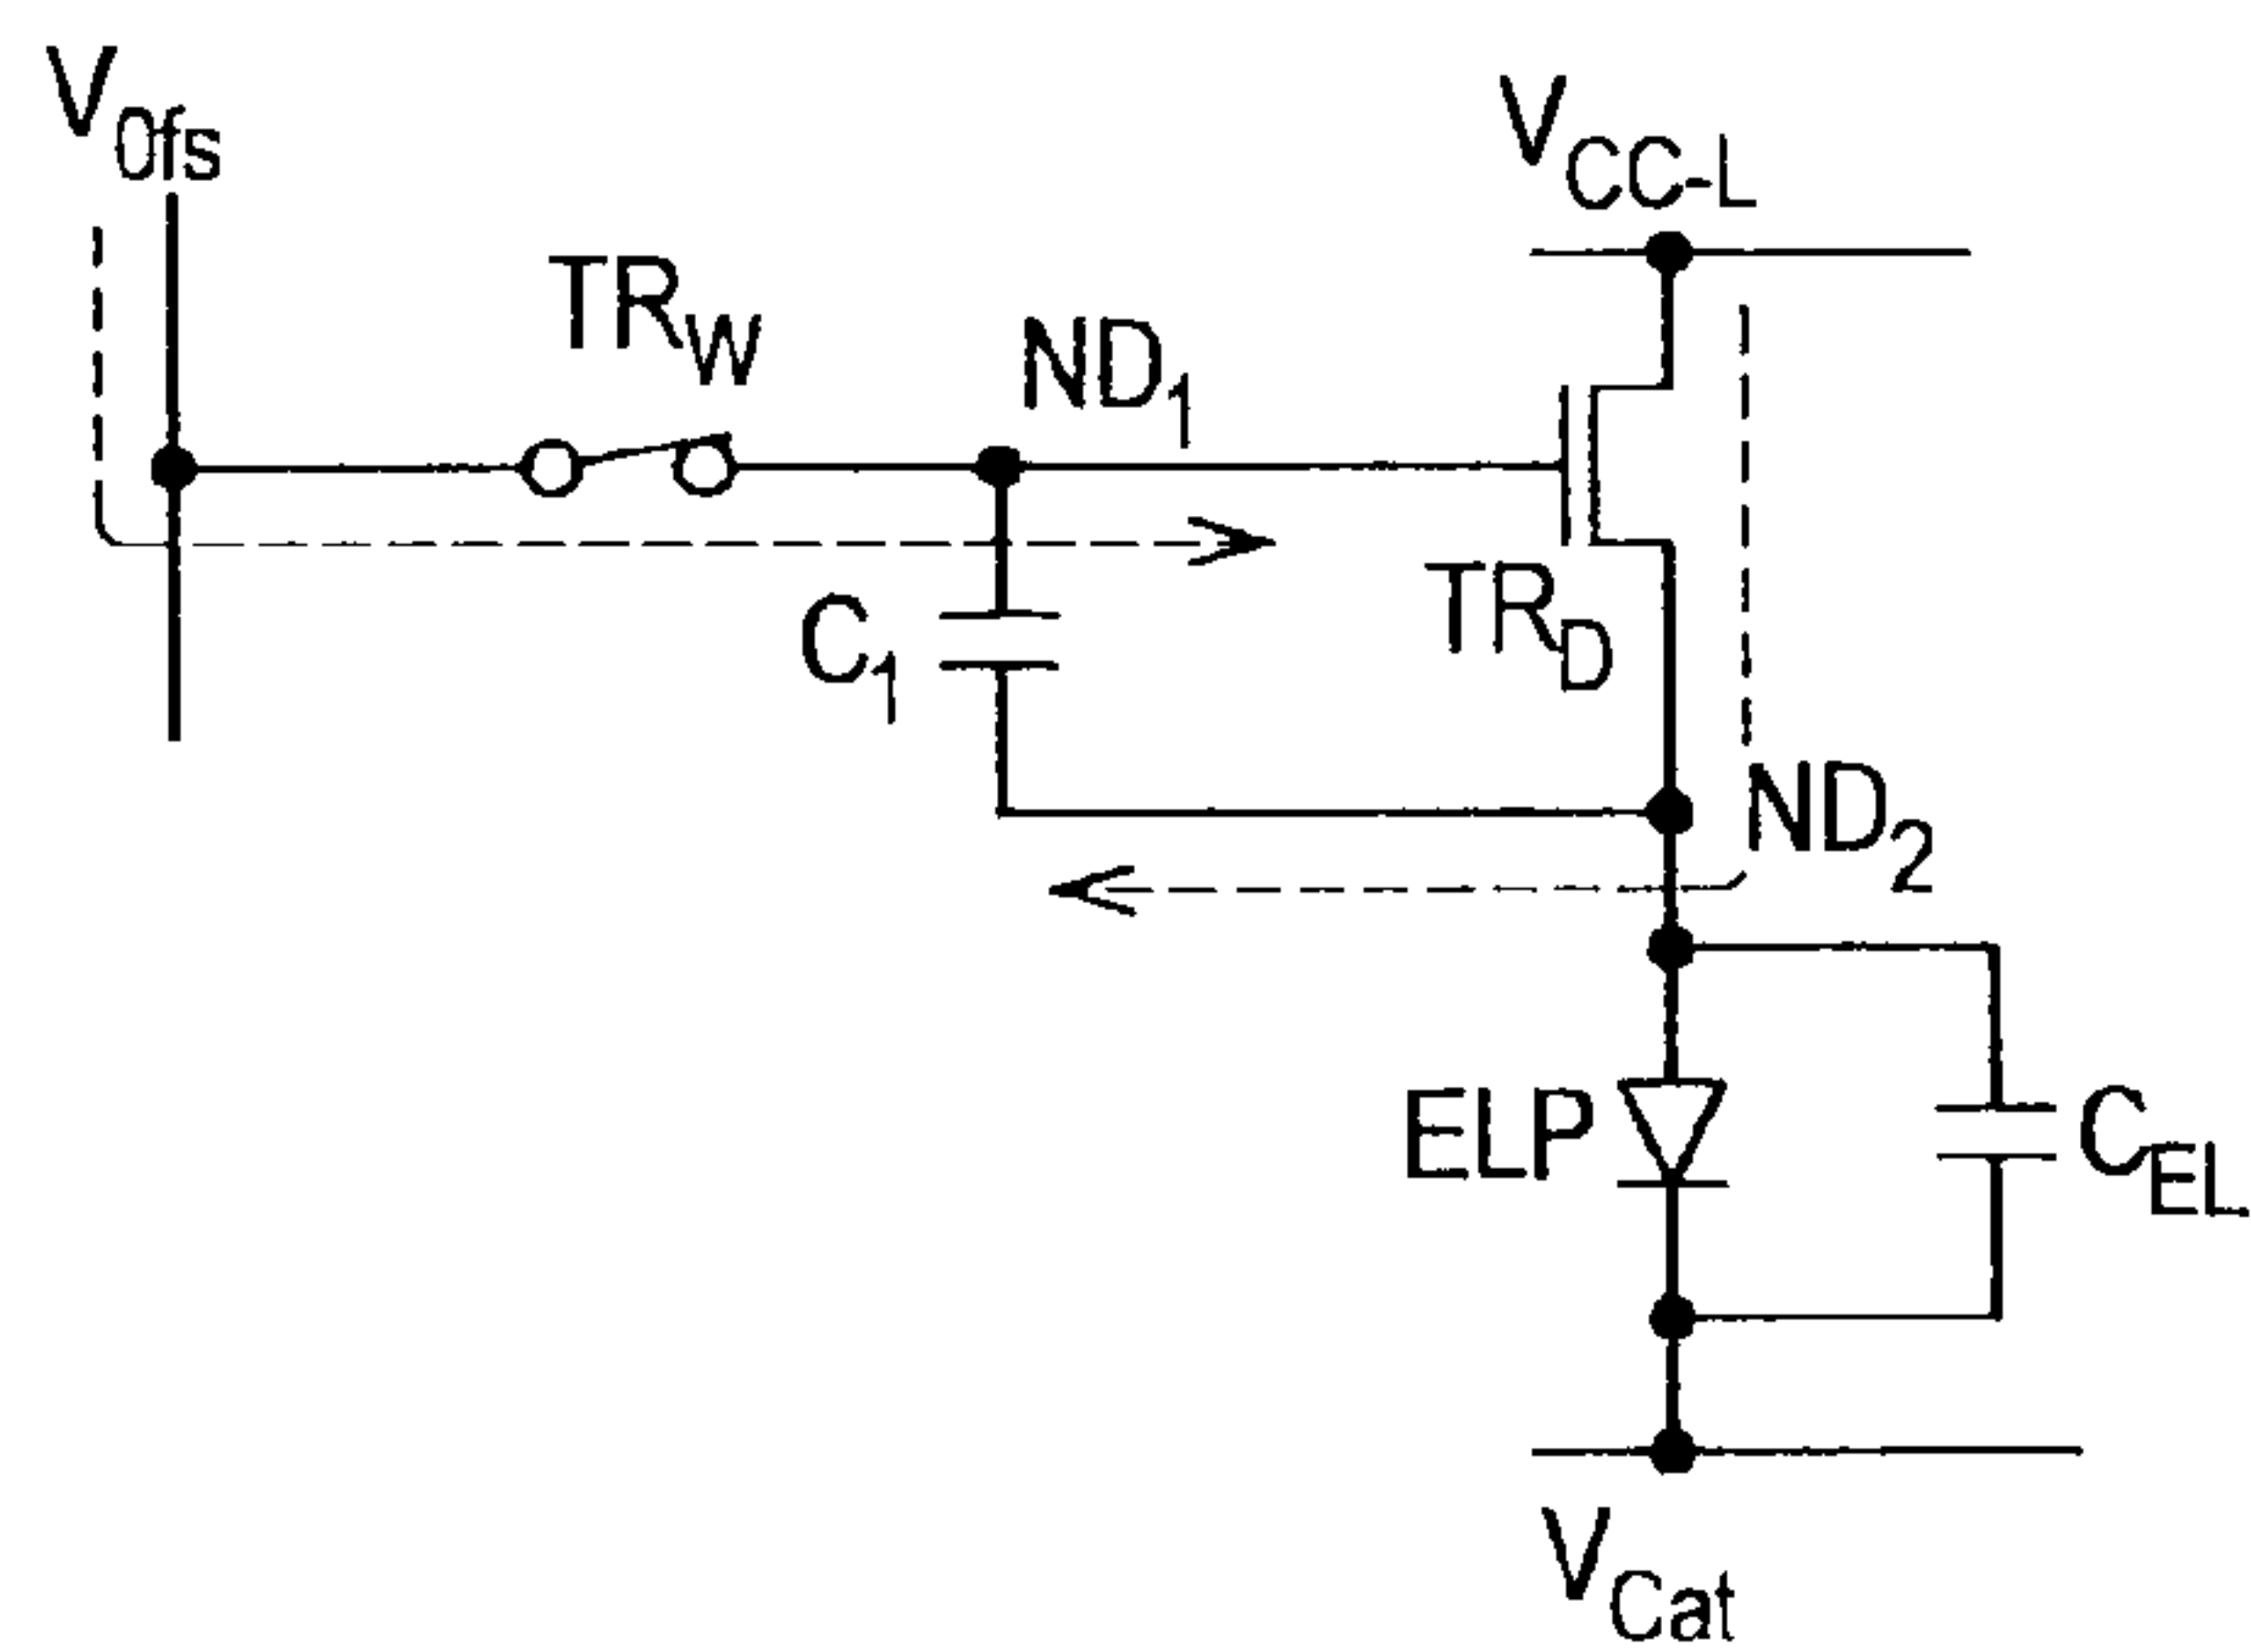 V0fs
VCC-L
TRW
ND1
C1
TRD
ND2
ELP
CEL
VCat